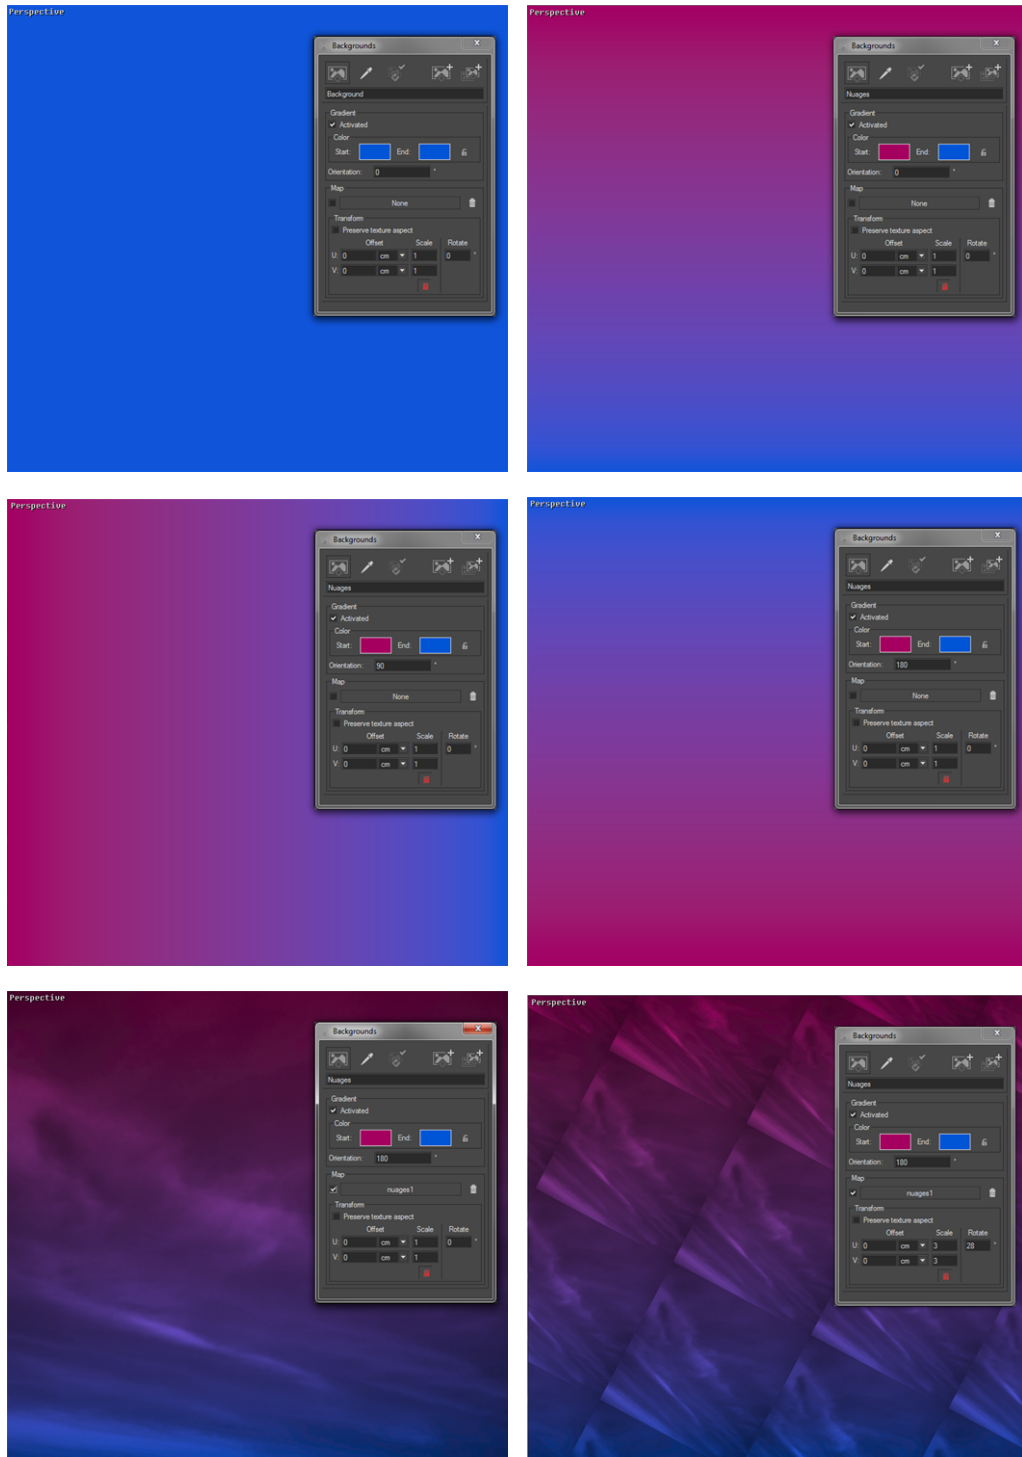 Perspective
Backgrounds x
Background
Gradient
Activated
Color
Start: End:
Orientation: 0 °
Map
None
Transform
Preserve texture aspect
Offset Scale Rotate
U: 0 cm 1 0 °
V: 0 cm 1
Perspective
Backgrounds x
Nuages
Gradient
Activated
Color
Start: End:
Orientation: 0 °
Map
None
Transform
Preserve texture aspect
Offset Scale Rotate
U: 0 cm 1 0 °
V: 0 cm 1
Perspective
Backgrounds x
Nuages
Gradient
Activated
Color
Start: End:
Orientation: 90 °
Map
None
Transform
Preserve texture aspect
Offset Scale Rotate
U: 0 cm 1 0 °
V: 0 cm 1
Perspective
Backgrounds x
Nuages
Gradient
Activated
Color
Start: End:
Orientation: 180 °
Map
None
Transform
Preserve texture aspect
Offset Scale Rotate
U: 0 cm 1 0 °
V: 0 cm 1
Perspective
Backgrounds x
Nuages
Gradient
Activated
Color
Start: End:
Orientation: 180 °
Map
nuages1
Transform
Preserve texture aspect
Offset Scale Rotate
U: 0 cm 1 0 °
V: 0 cm 1
Perspective
Backgrounds x
Nuages
Gradient
Activated
Color
Start: End:
Orientation: 180 °
Map
nuages1
Transform
Preserve texture aspect
Offset Scale Rotate
U: 0 cm 3 28 °
V: 0 cm 3